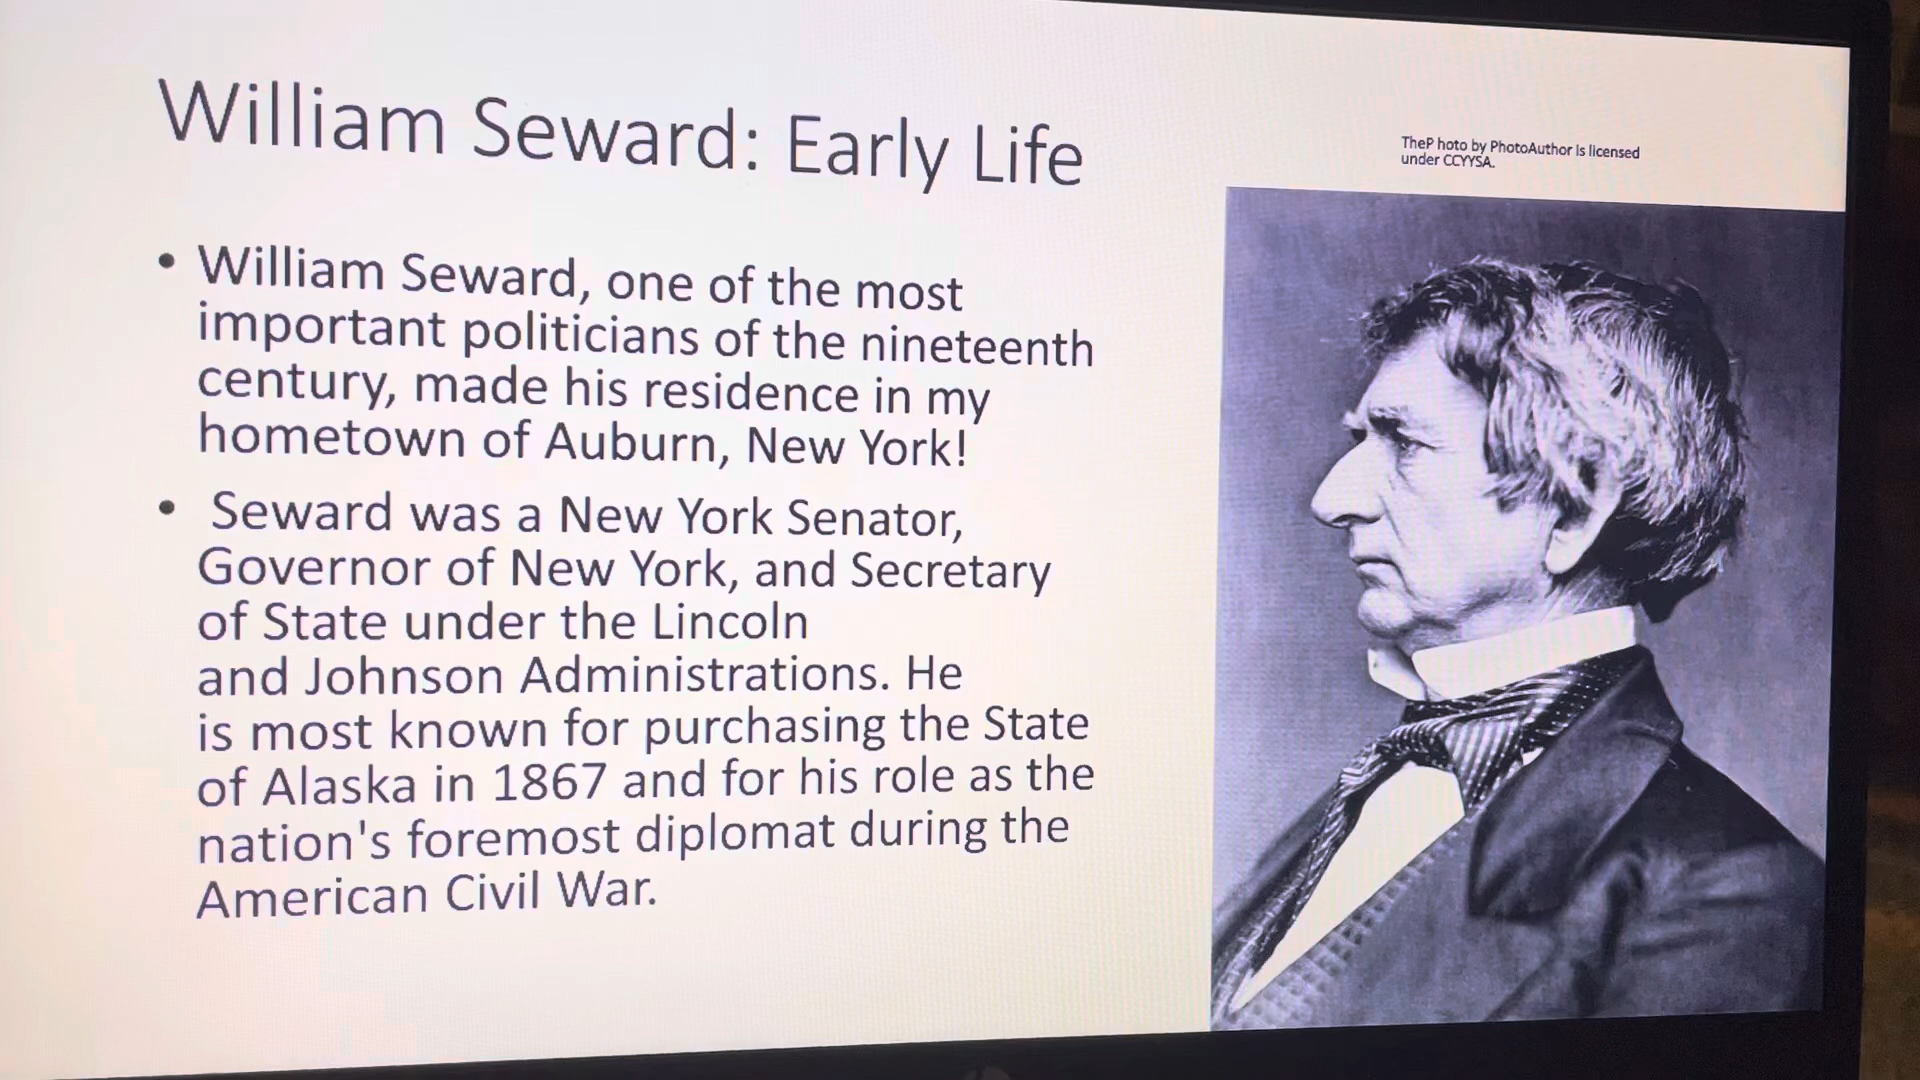 William Seward: Early Life
TheP hoto by PhotoAuthor is licensed
under CCYYSA.
• William Seward, one of the most
important politicians of the nineteenth
century, made his residence in my
hometown of Auburn, New York!
• Seward was a New York Senator,
Governor of New York, and Secretary
of State under the Lincoln
and Johnson Administrations. He
is most known for purchasing the State
of Alaska in 1867 and for his role as the
nation's foremost diplomat during the
American Civil War.